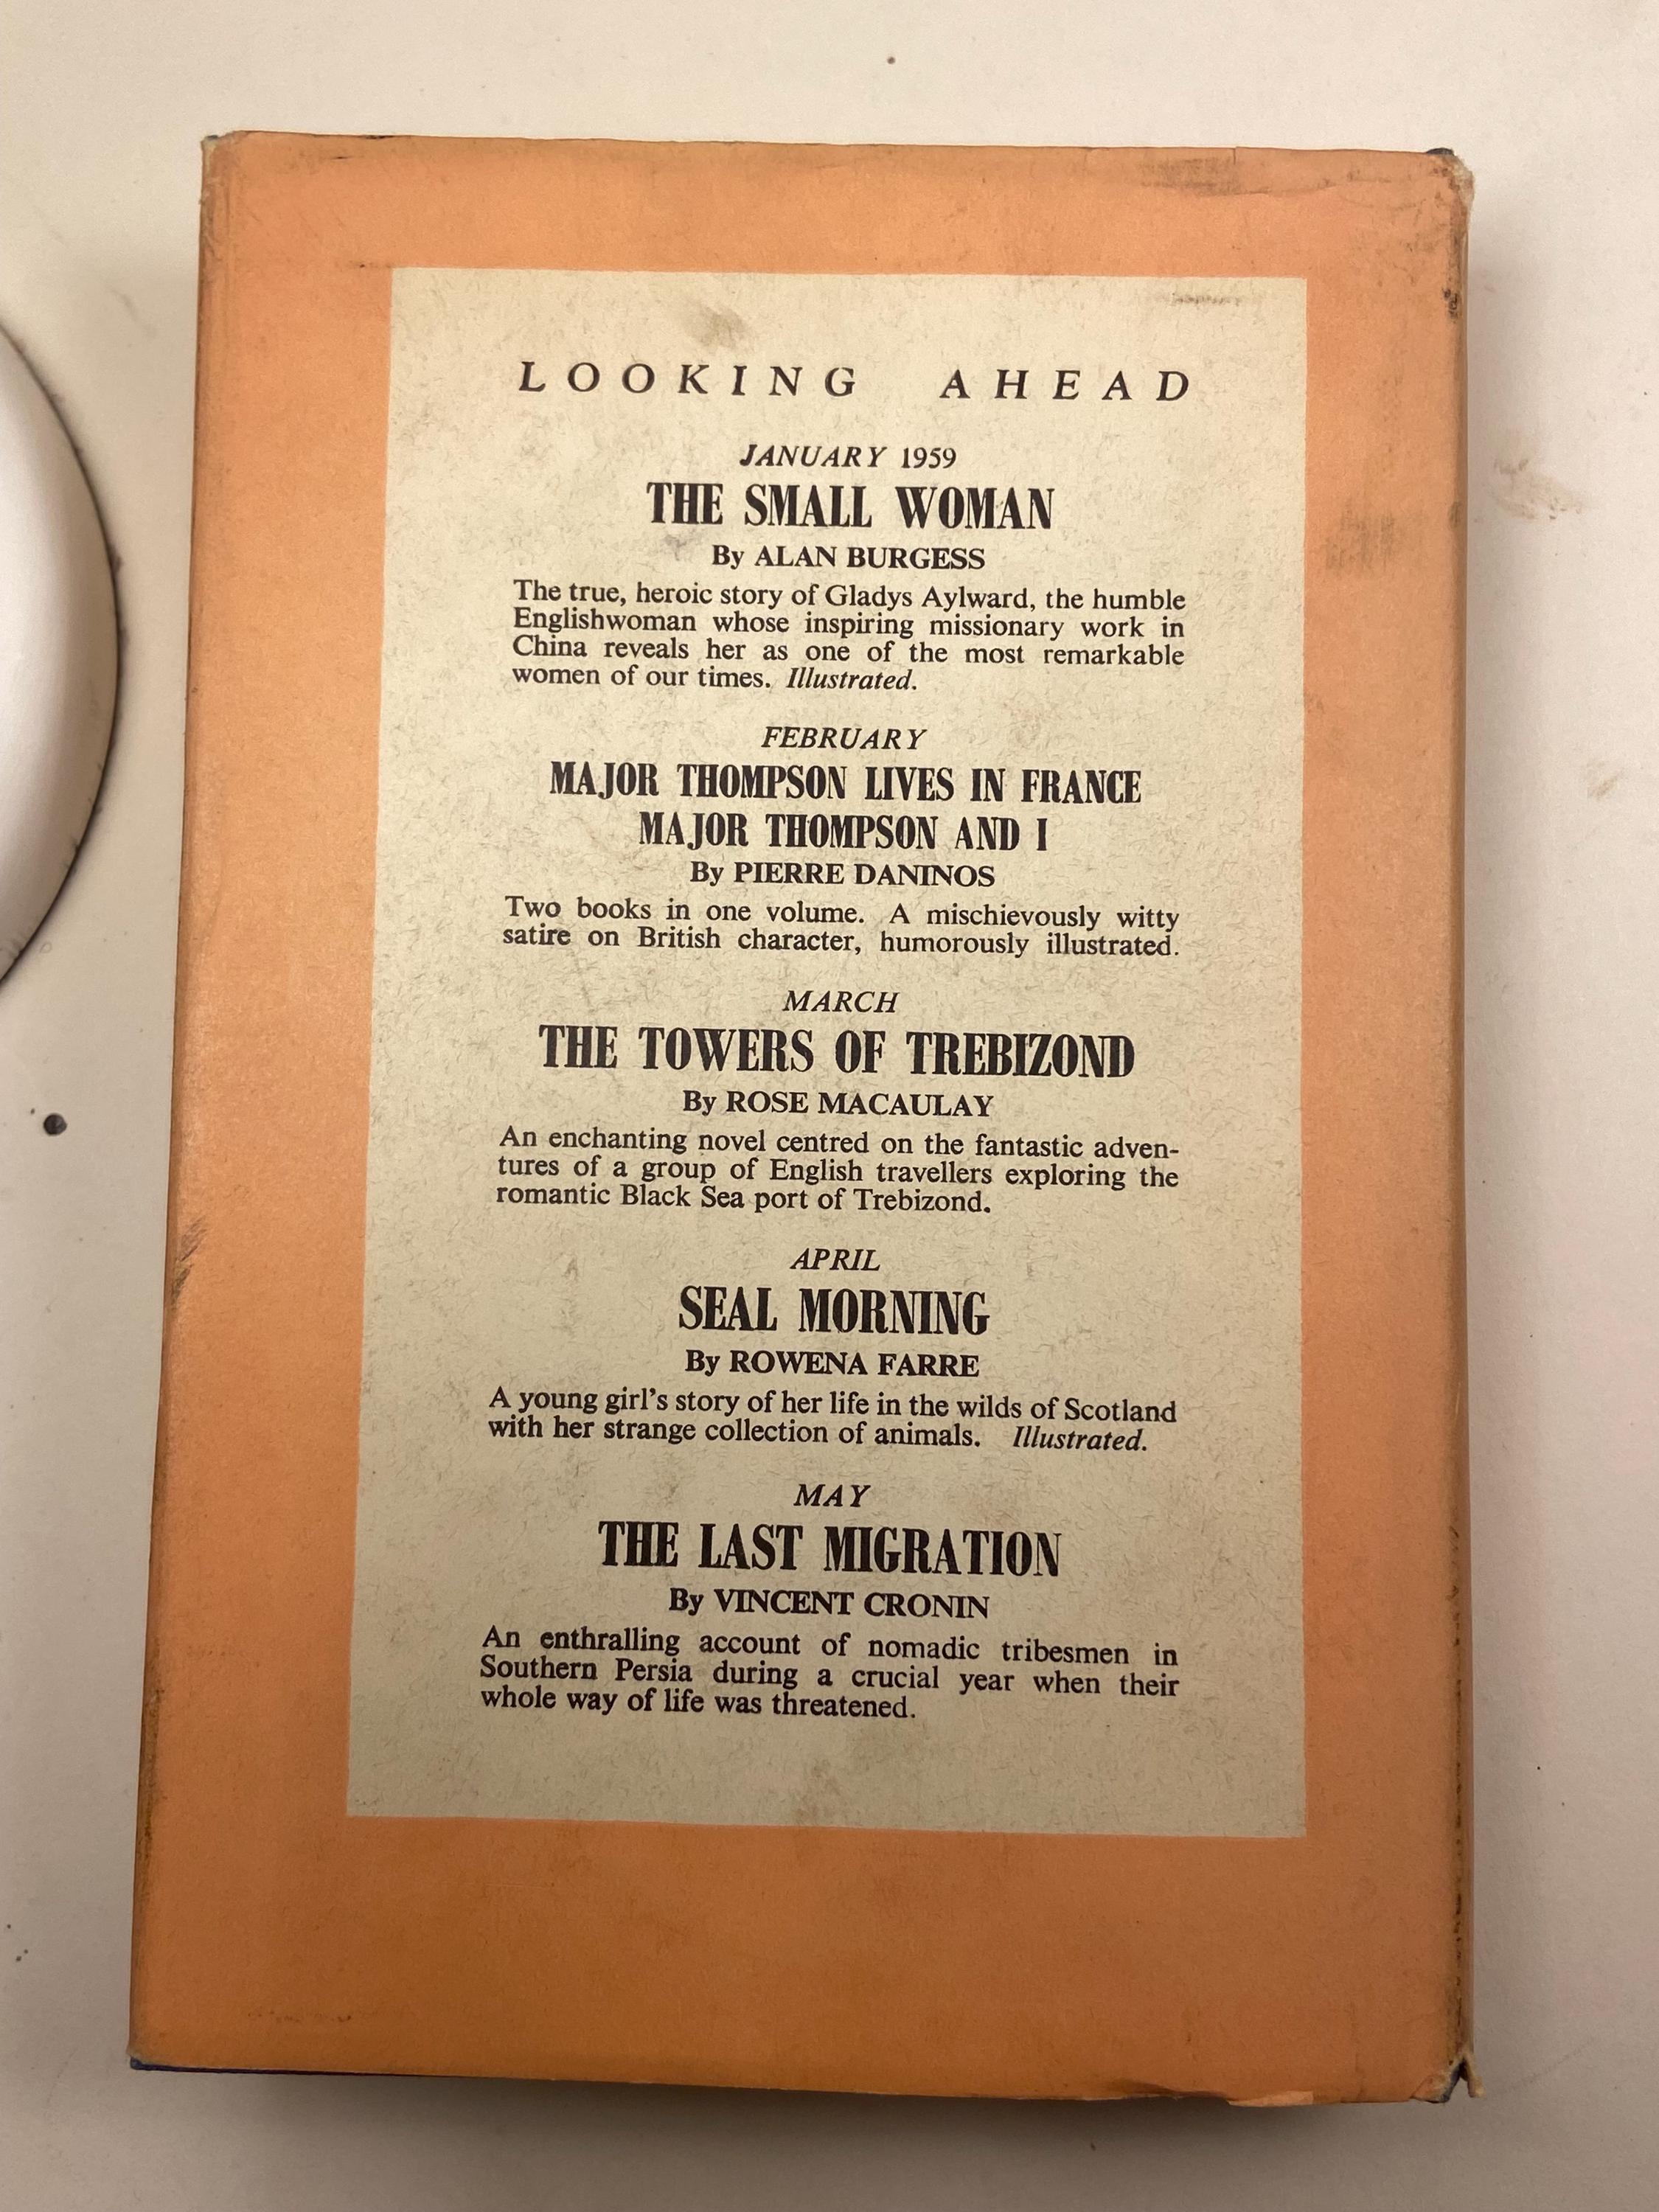 LOOKING AHEAD
JANUARY 1959
THE SMALL WOMAN
By ALAN BURGESS
The true, heroic story of Gladys Aylward, the humble
Englishwoman whose inspiring missionary work in
China reveals her as one of the most remarkable
women of our times. Illustrated.
FEBRUARY
MAJOR THOMPSON LIVES IN FRANCE
MAJOR THOMPSON AND I
By PIERRE DANINOS
Two books in one volume. A mischievously witty
satire on British character, humorously illustrated.
MARCH
THE TOWERS OF TREBIZOND
By ROSE MACAULAY
An enchanting novel centred on the fantastic adven-
tures of a group of English travellers exploring the
romantic Black Sea port of Trebizond.
APRIL
SEAL MORNING
By ROWENA FARRE
A young girl's story of her life in the wilds of Scotland
with her strange collection of animals. Illustrated.
MAY
THE LAST MIGRATION
By VINCENT CRONIN
An enthralling account of nomadic tribesmen in
Southern Persia during a crucial year when their
whole way of life was threatened.